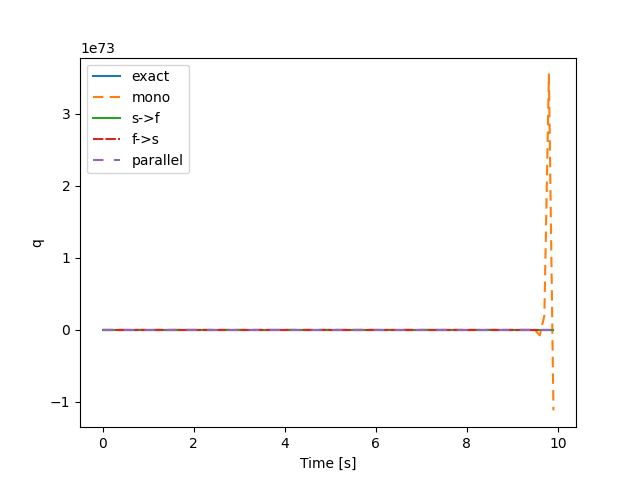 1e73
exact
mono
s->f
f->s
parallel
3
2
1
0
−1
q
0 2 4 6 8 10
Time [s]